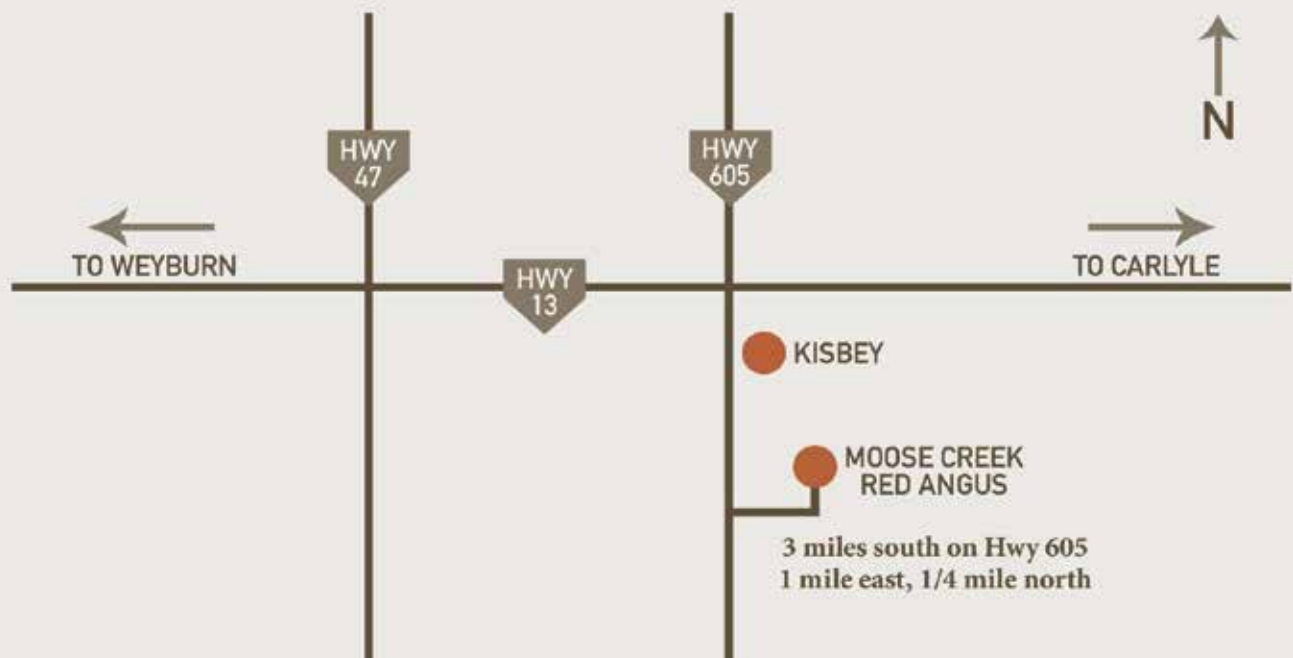 HWY
47
HWY
605
N
TO WEYBURN
HWY
13
TO CARLYLE
KISBEY
MOOSE CREEK
RED ANGUS
3 miles south on Hwy 605
1 mile east, 1/4 mile north